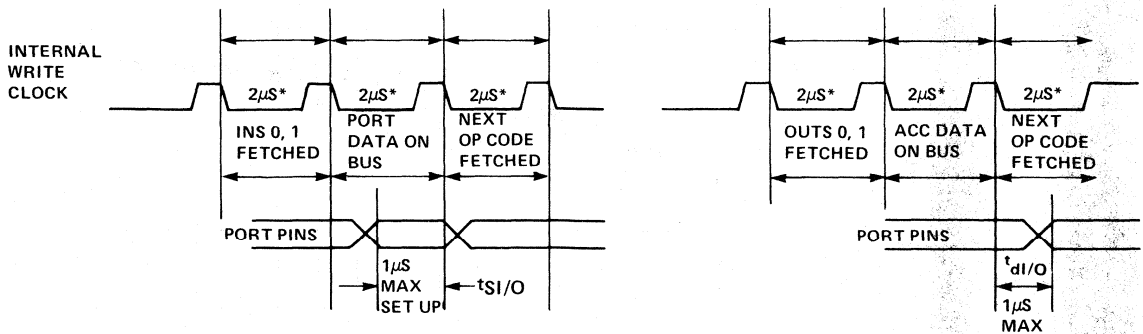 INTERNAL
WRITE
CLOCK
2μS*
2μS*
2μS*
INS 0, 1
FETCHED
PORT
DATA ON
BUS
NEXT
OP CODE
FETCHED
PORT PINS
1μS
MAX
SET UP
tSI/O
2μS*
2μS*
2μS*
OUTS 0, 1
FETCHED
ACC DATA
ON BUS
NEXT
OP CODE
FETCHED
PORT PINS
tdI/O
1μS
MAX